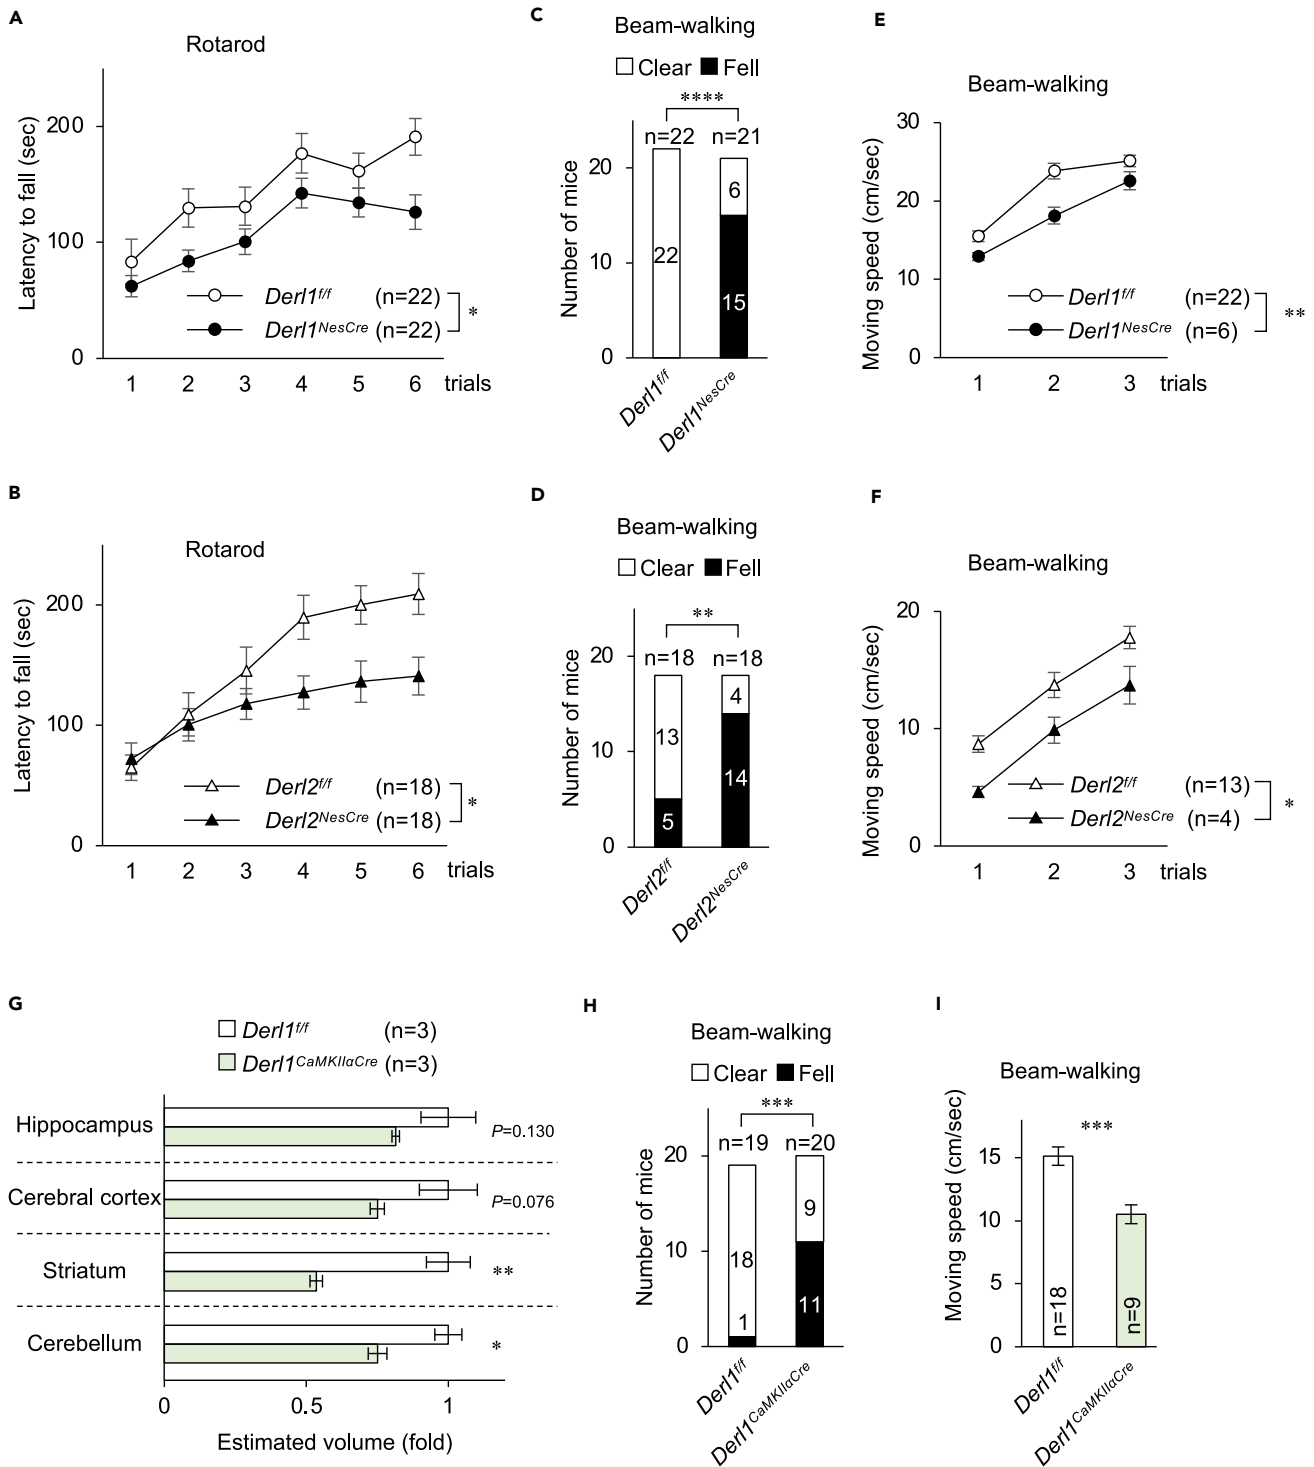 A
Rotarod
Latency to fall (sec)
200
100
0
Derl1f/f (n=22)
Derl1NesCre (n=22)
*
1 2 3 4 5 6 trials
C
Beam-walking
Clear Fell
****
n=22 n=21
Number of mice
20
10
0
22
6
15
Derl1f/f
Derl1NesCre
E
Beam-walking
Moving speed (cm/sec)
30
20
10
0
Derl1f/f (n=22)
Derl1NesCre (n=6)
**
1 2 3 trials
B
Rotarod
Latency to fall (sec)
200
100
0
Derl2f/f (n=18)
Derl2NesCre (n=18)
*
1 2 3 4 5 6 trials
D
Beam-walking
Clear Fell
**
n=18 n=18
Number of mice
20
10
0
13
5
4
14
Derl2f/f
Derl2NesCre
F
Beam-walking
Moving speed (cm/sec)
20
10
0
Derl2f/f (n=13)
Derl2NesCre (n=4)
*
1 2 3 trials
G
Derl1f/f (n=3)
Derl1CaMKIIαCre (n=3)
Hippocampus
P=0.130
Cerebral cortex
P=0.076
Striatum
**
Cerebellum
*
0 0.5 1
Estimated volume (fold)
H
Beam-walking
Clear Fell
***
n=19 n=20
Number of mice
20
10
0
18
1
9
11
Derl1f/f
Derl1CaMKIIαCre
I
Beam-walking
Moving speed (cm/sec)
***
15
10
5
0
n=18
n=9
Derl1f/f
Derl1CaMKIIαCre